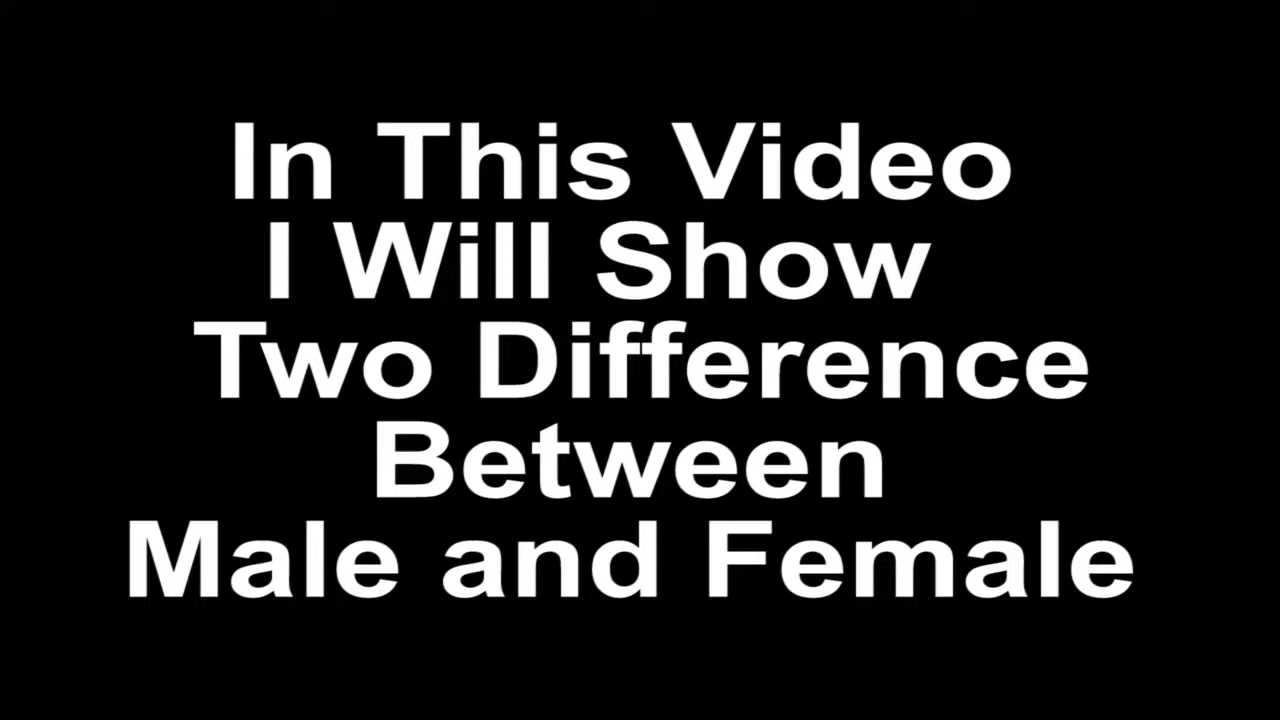 In This Video
I Will Show
Two Difference
Between
Male and Female